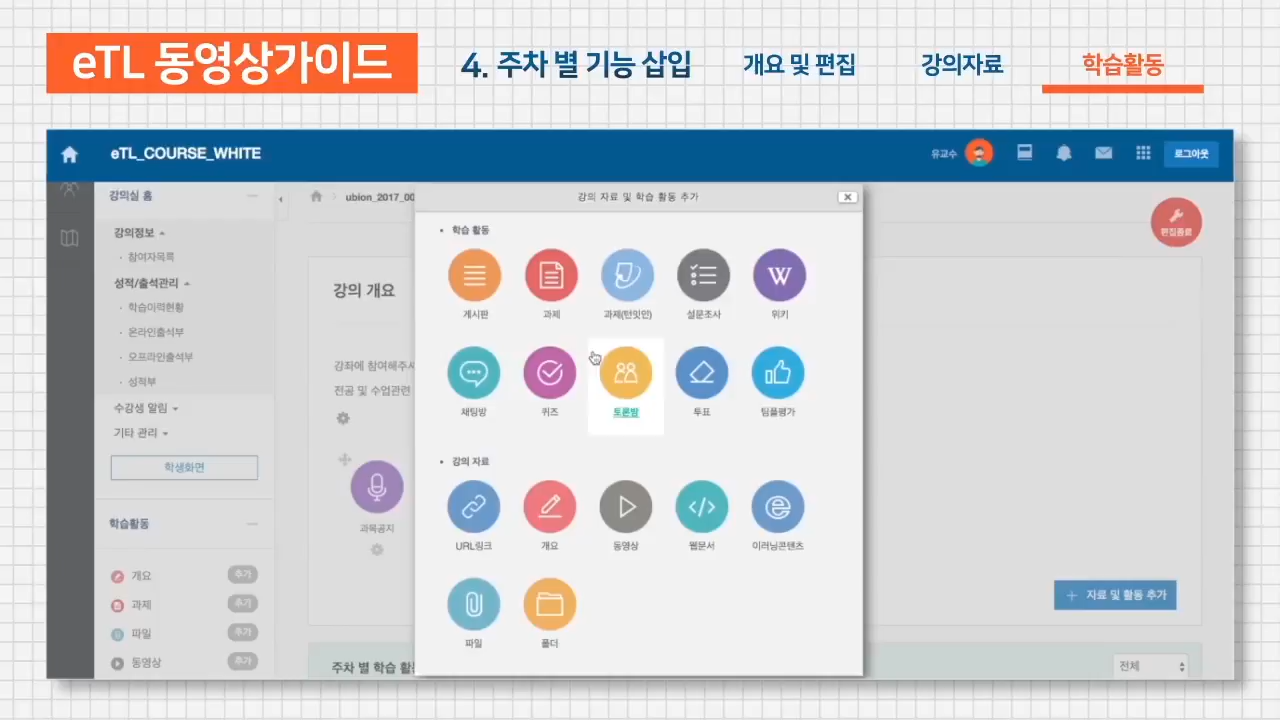 eTL 동영상가이드
4. 주차 별 기능 삽입
개요 및 편집
강의자료
학습활동
eTL_COURSE_WHITE
유교수
로그아웃
강의실 홈
강의정보
참여자목록
성적/출석관리
학습이력현황
온라인출석부
오프라인출석부
성적부
수강생 알림
기타 관리
학생화면
학습활동
개요 추가
과제 추가
파일 추가
동영상 추가
ubion_2017_00
편집종료
강의 개요
강좌에 참여해주시
전공 및 수업관련
과목공지
강의 자료 및 학습 활동 추가
학습 활동
게시판 과제 과제(턴잇인) 설문조사 위키
채팅방 퀴즈 토론방 투표 팀플평가
강의 자료
URL링크 개요 동영상 웹문서 이러닝콘텐츠
파일 폴더
+ 자료 및 활동 추가
주차 별 학습 활동
전체